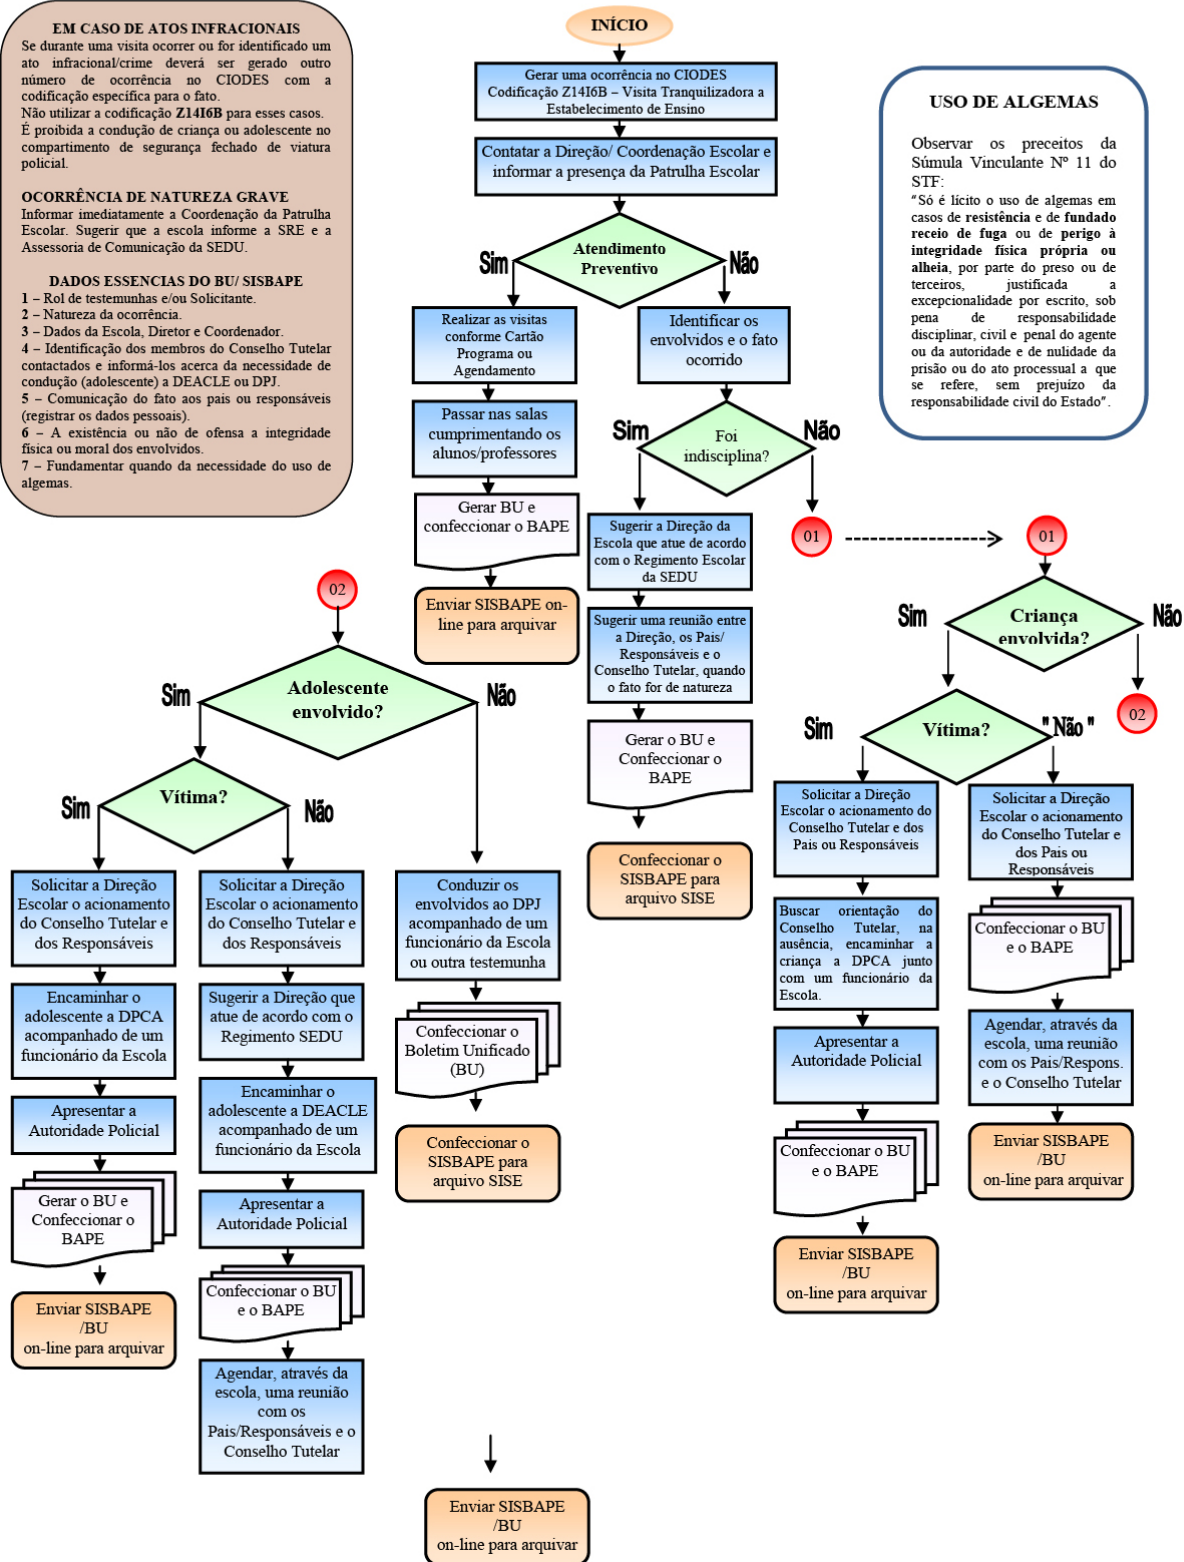 EM CASO DE ATOS INFRACIONAIS
Se durante uma visita ocorrer ou for identificado um
ato infracional/crime deverá ser gerado outro
número de ocorrência no CIODES com a
codificação específica para o fato.
Não utilizar a codificação Z14I6B para esses casos.
É proibida a condução de criança ou adolescente no
compartimento de segurança fechado de viatura
policial.
OCORRÊNCIA DE NATUREZA GRAVE
Informar imediatamente a Coordenação da Patrulha
Escolar. Sugerir que a escola informe a SRE e a
Assessoria de Comunicação da SEDU.
DADOS ESSENCIAS DO BU/ SISBAPE
1 – Rol de testemunhas e/ou Solicitante.
2 – Natureza da ocorrência.
3 – Dados da Escola, Diretor e Coordenador.
4 – Identificação dos membros do Conselho Tutelar
contactados e informá-los acerca da necessidade de
condução (adolescente) a DEACLE ou DPJ.
5 – Comunicação do fato aos pais ou responsáveis
(registrar os dados pessoais).
6 – A existência ou não de ofensa a integridade
física ou moral dos envolvidos.
7 – Fundamentar quando da necessidade do uso de
algemas.
INÍCIO
Gerar uma ocorrência no CIODES
Codificação Z14I6B – Visita Tranquilizadora a
Estabelecimento de Ensino
Contatar a Direção/ Coordenação Escolar e
informar a presença da Patrulha Escolar
Atendimento
Preventivo
Sim
Não
USO DE ALGEMAS
Observar os preceitos da
Súmula Vinculante Nº 11 do
STF:
"Só é lícito o uso de algemas em
casos de resistência e de fundado
receio de fuga ou de perigo à
integridade física própria ou
alheia, por parte do preso ou de
terceiros, justificada a
excepcionalidade por escrito, sob
pena de responsabilidade
disciplinar, civil e penal do agente
ou da autoridade e de nulidade da
prisão ou do ato processual a que
se refere, sem prejuízo da
responsabilidade civil do Estado".
Realizar as visitas
conforme Cartão
Programa ou
Agendamento
Passar nas salas
cumprimentando os
alunos/professores
Gerar BU e
confeccionar o BAPE
Enviar SISBAPE on-
line para arquivar
Identificar os
envolvidos e o fato
ocorrido
Foi
indisciplina?
Sim
Não
Sugerir a Direção da
Escola que atue de acordo
com o Regimento Escolar
da SEDU
Sugerir uma reunião entre
a Direção, os Pais/
Responsáveis e o
Conselho Tutelar, quando
o fato for de natureza
Gerar o BU e
Confeccionar o
BAPE
Confeccionar o
SISBAPE para
arquivo SISE
01
01
Criança
envolvida?
Sim
Não
02
Vítima?
Sim
" Não "
Solicitar a Direção
Escolar o acionamento do
Conselho Tutelar e dos
Pais ou Responsáveis
Buscar orientação do
Conselho Tutelar, na
ausência, encaminhar a
criança a DPCA junto
com um funcionário da
Escola.
Apresentar a
Autoridade Policial
Confeccionar o BU
e o BAPE
Enviar SISBAPE
/BU
on-line para arquivar
Solicitar a Direção
Escolar o acionamento
do Conselho Tutelar e
dos Pais ou
Responsáveis
Confeccionar o BU
e o BAPE
Agendar, através da
escola, uma reunião
com os Pais/Respons.
e o Conselho Tutelar
Enviar SISBAPE
/BU
on-line para arquivar
02
Adolescente
envolvido?
Sim
Não
Vítima?
Sim
Não
Solicitar a Direção
Escolar o acionamento
do Conselho Tutelar e
dos Responsáveis
Encaminhar o
adolescente a DPCA
acompanhado de um
funcionário da Escola
Apresentar a
Autoridade Policial
Gerar o BU e
Confeccionar o
BAPE
Enviar SISBAPE
/BU
on-line para arquivar
Solicitar a Direção
Escolar o acionamento
do Conselho Tutelar e
dos Responsáveis
Sugerir a Direção que
atue de acordo com o
Regimento SEDU
Encaminhar o
adolescente a DEACLE
acompanhado de um
funcionário da Escola
Apresentar a
Autoridade Policial
Confeccionar o BU
e o BAPE
Agendar, através da
escola, uma reunião
com os
Pais/Responsáveis e o
Conselho Tutelar
Conduzir os
envolvidos ao DPJ
acompanhado de um
funcionário da Escola
ou outra testemunha
Confeccionar o
Boletim Unificado
(BU)
Confeccionar o
SISBAPE para
arquivo SISE
Enviar SISBAPE
/BU
on-line para arquivar